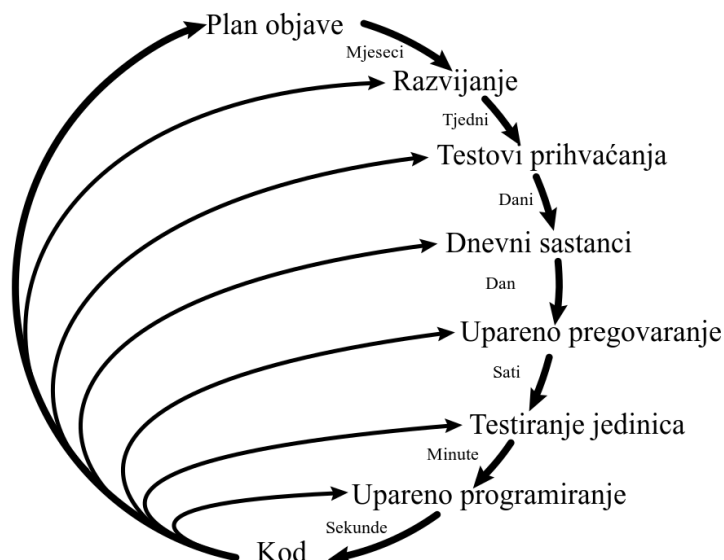 Plan objave
Mjeseci
Razvijanje
Tjedni
Testovi prihvaćanja
Dani
Dnevni sastanci
Dan
Upareno pregovaranje
Sati
Testiranje jedinica
Minute
Upareno programiranje
Sekunde
Kod